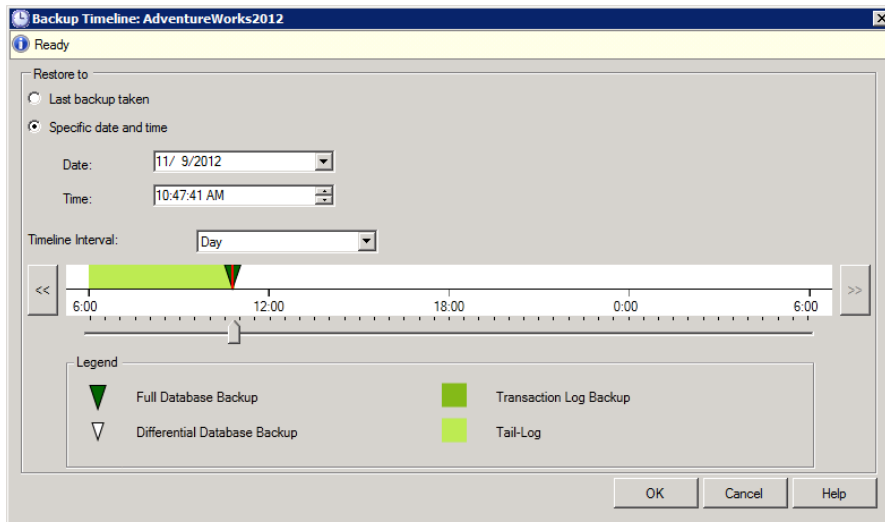 Backup Timeline: AdventureWorks2012
Ready
Restore to
Last backup taken
Specific date and time
Date: 11/ 9/2012
Time: 10:47:41 AM
Timeline Interval: Day
<< >>
6:00 12:00 18:00 0:00 6:00
Legend
Full Database Backup Transaction Log Backup
Differential Database Backup Tail-Log
OK Cancel Help